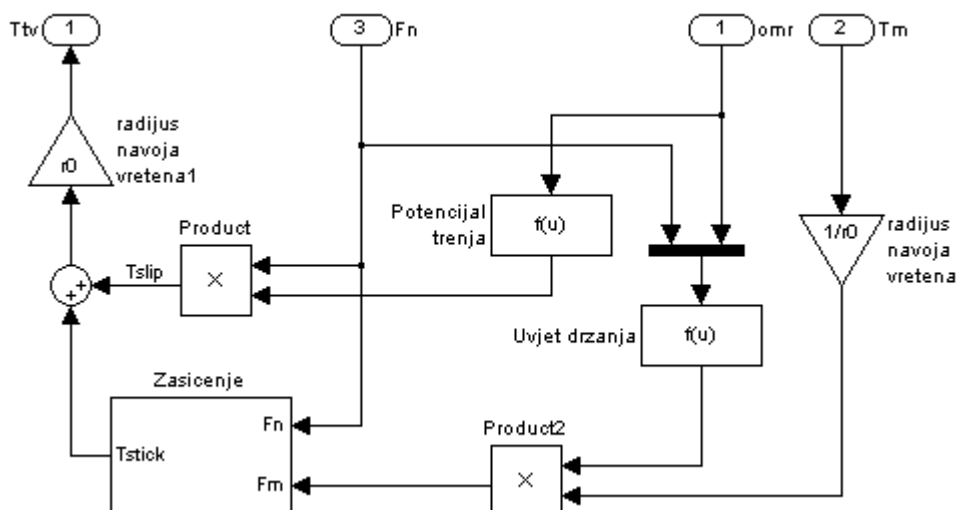 Ttv
1
3
Fn
1
omr
2
Tm
radijus
navoja
vretena1
r0
Potencijal
trenja
f(u)
1/r0
radijus
navoja
vretena
Product
Tslip
×
+
+
Uvjet drzanja
f(u)
Zasicenje
Fn
Tstick
Fm
Product2
×